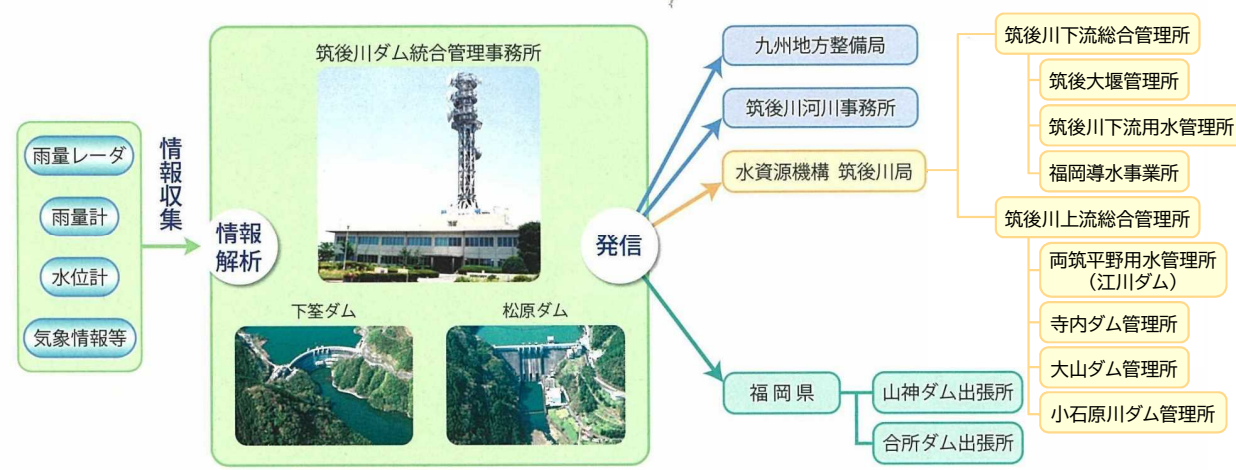 雨量レーダ
雨量計
水位計
気象情報等
情報収集
筑後川ダム統合管理事務所
情報
解析
下筌ダム
松原ダム
発信
九州地方整備局
筑後川河川事務所
水資源機構 筑後川局
福岡県
山神ダム出張所
合所ダム出張所
筑後川下流総合管理所
筑後大堰管理所
筑後川下流用水管理所
福岡導水事業所
筑後川上流総合管理所
両筑平野用水管理所
（江川ダム）
寺内ダム管理所
大山ダム管理所
小石原川ダム管理所